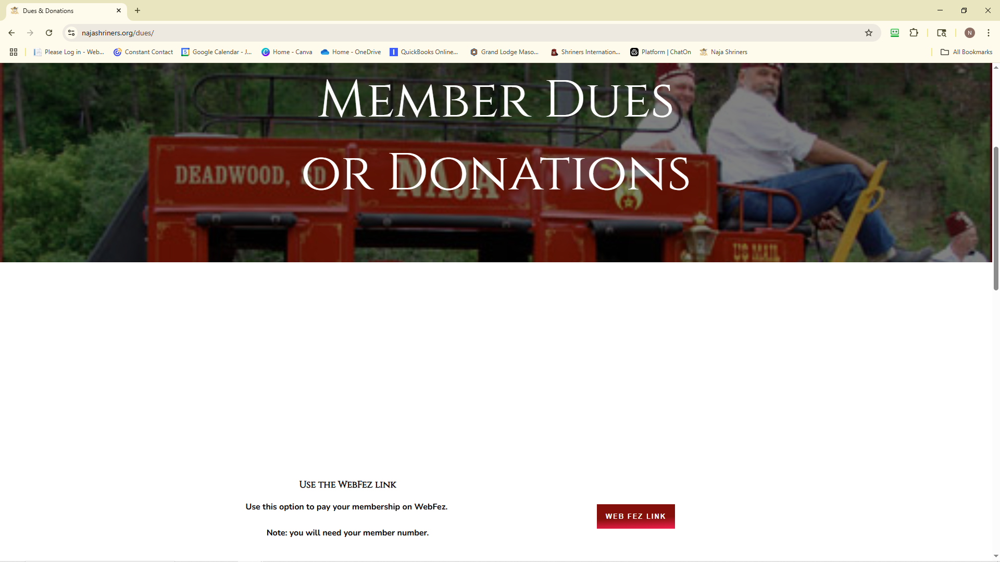 Dues & Donations
najashriners.org/dues/
N
Please Log in - Web...
Constant Contact
Google Calendar - J...
Home - Canva
Home - OneDrive
QuickBooks Online...
Grand Lodge Maso...
Shriners Internation...
Platform | ChatOn
Naja Shriners
All Bookmarks
Member Dues
or Donations
DEADWOOD, SD
NAJA
US MAIL
Use the WebFez link
Use this option to pay your membership on WebFez.
WEB FEZ LINK
Note: you will need your member number.